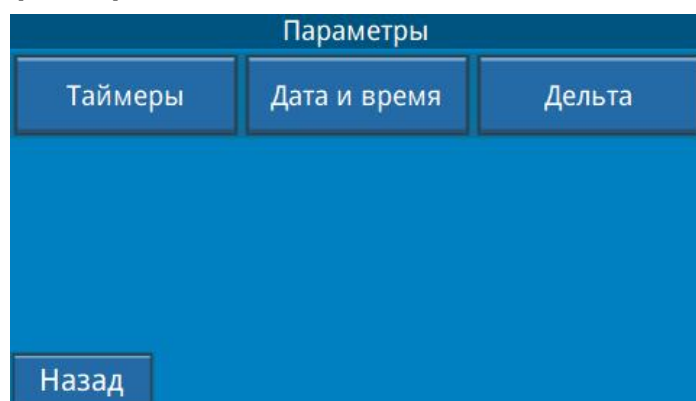 Параметры
Таймеры Дата и время Дельта
Назад